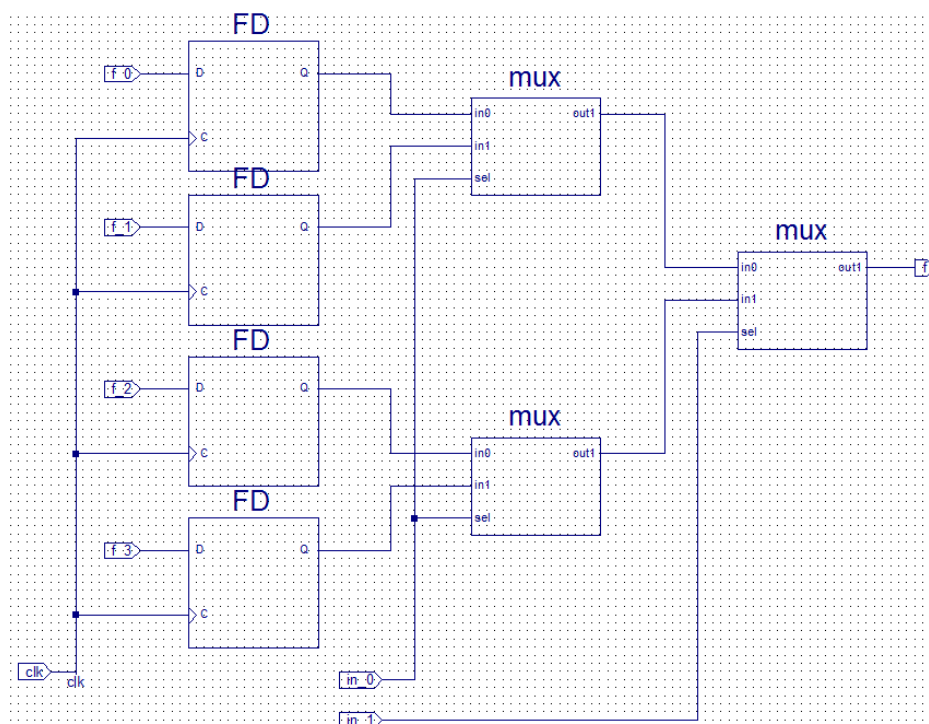 FD
f_0
D
Q
C
mux
in0
out1
in1
sel
FD
f_1
D
Q
C
mux
in0
out1
in1
sel
f
FD
f_2
D
Q
C
mux
in0
out1
in1
sel
FD
f_3
D
Q
C
clk
clk
in_0
in_1